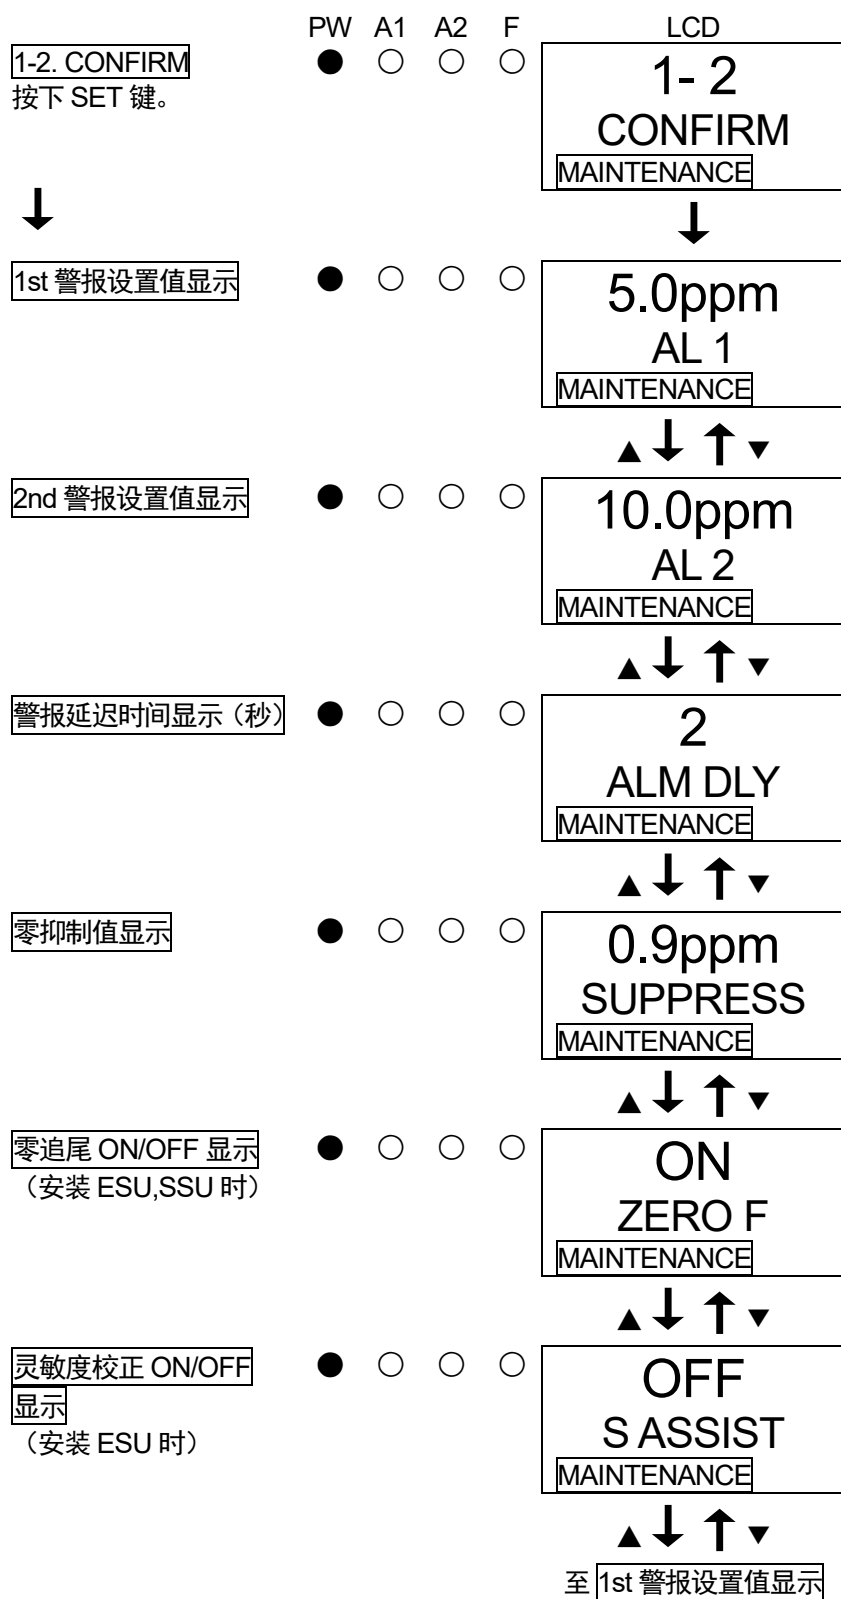 PW A1 A2 F LCD
1-2. CONFIRM ● ○ ○ ○ 1- 2
按下 SET 键。
CONFIRM
MAINTENANCE
↓ ↓
1st 警报设置值显示 ● ○ ○ ○ 5.0ppm
AL 1
MAINTENANCE
▲ ↓ ↑ ▼
2nd 警报设置值显示 ● ○ ○ ○ 10.0ppm
AL 2
MAINTENANCE
▲ ↓ ↑ ▼
警报延迟时间显示（秒） ● ○ ○ ○ 2
ALM DLY
MAINTENANCE
▲ ↓ ↑ ▼
零抑制值显示 ● ○ ○ ○ 0.9ppm
SUPPRESS
MAINTENANCE
▲ ↓ ↑ ▼
零追尾 ON/OFF 显示 ● ○ ○ ○ ON
（安装 ESU,SSU 时）
ZERO F
MAINTENANCE
▲ ↓ ↑ ▼
灵敏度校正 ON/OFF ● ○ ○ ○ OFF
显示
（安装 ESU 时）
S ASSIST
MAINTENANCE
▲ ↓ ↑ ▼
至 1st 警报设置值显示